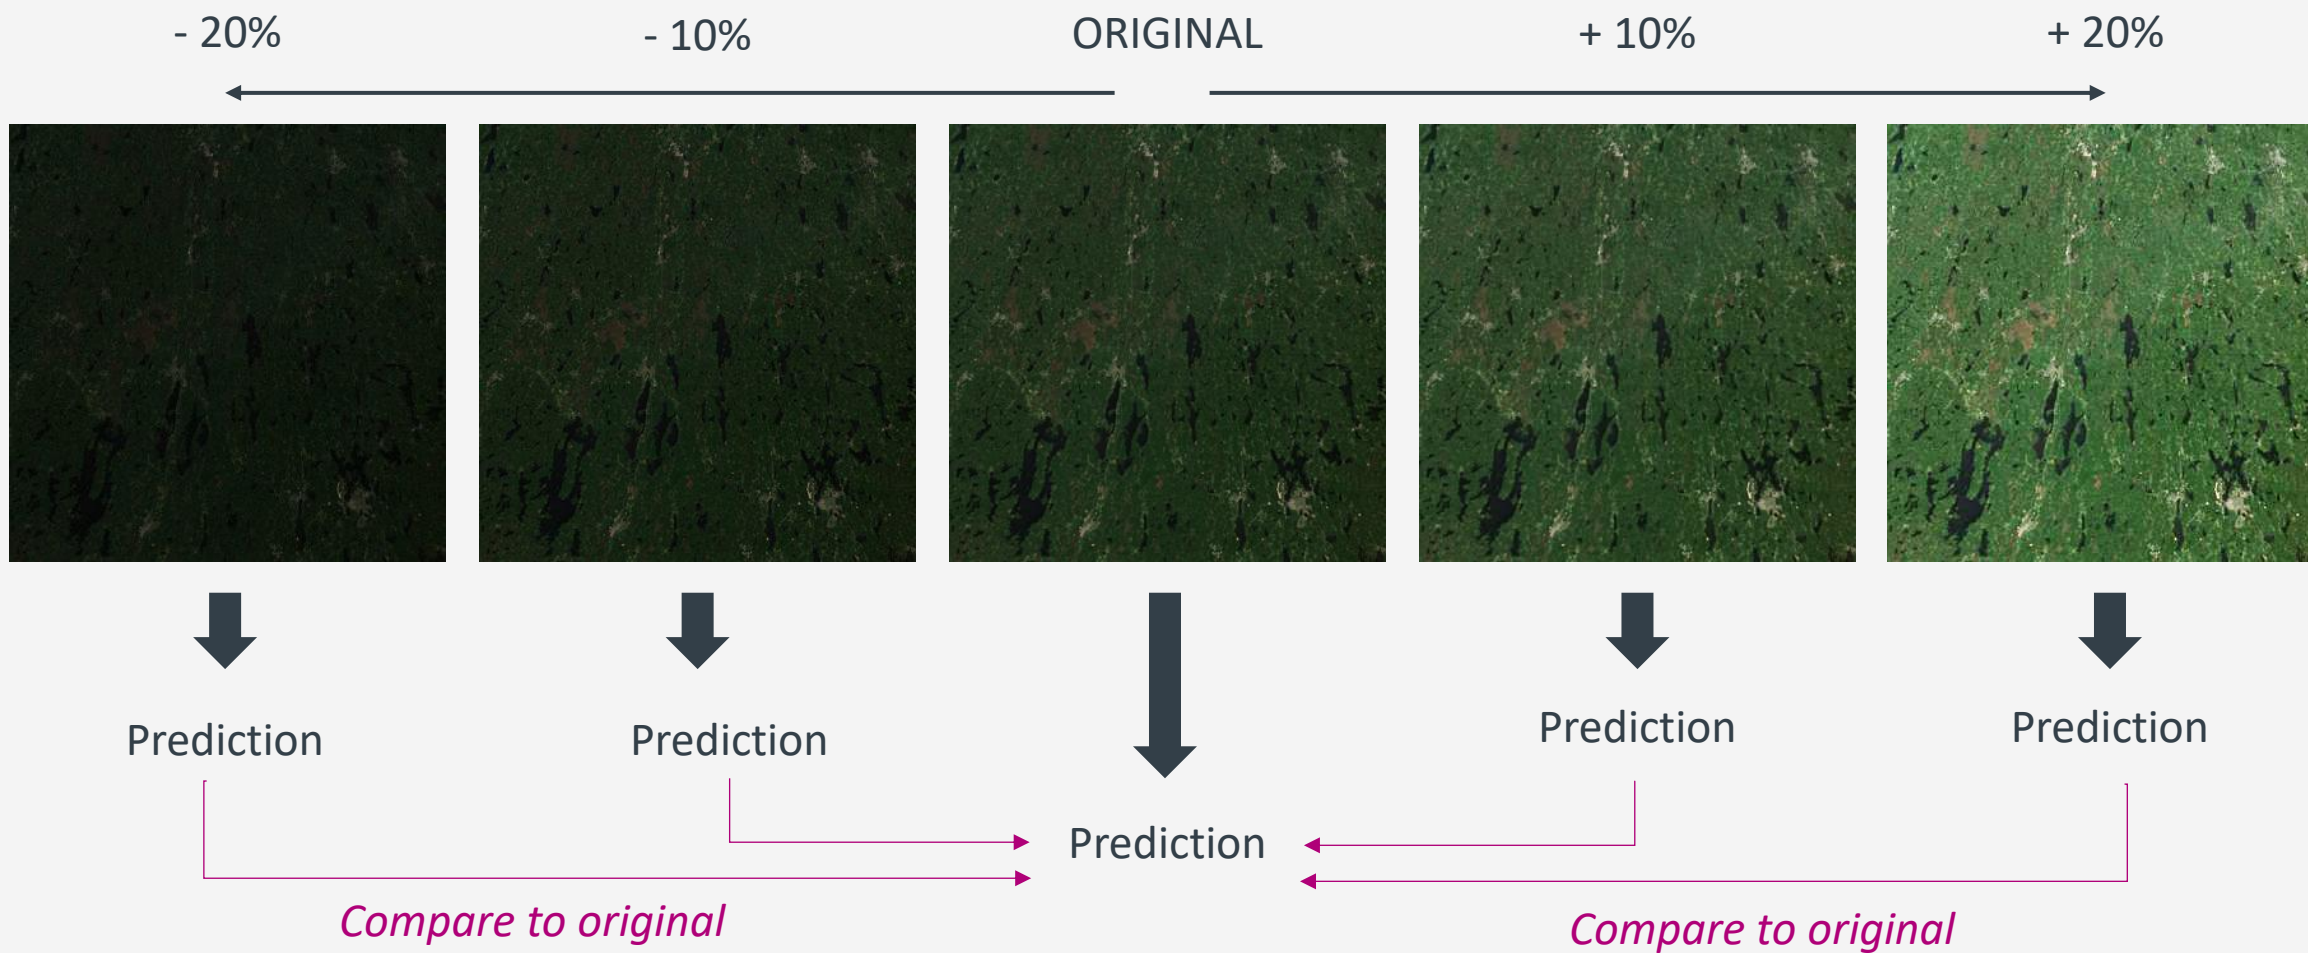 - 20%
- 10%
ORIGINAL
+ 10%
+ 20%
Prediction
Prediction
Prediction
Prediction
Prediction
Compare to original
Compare to original